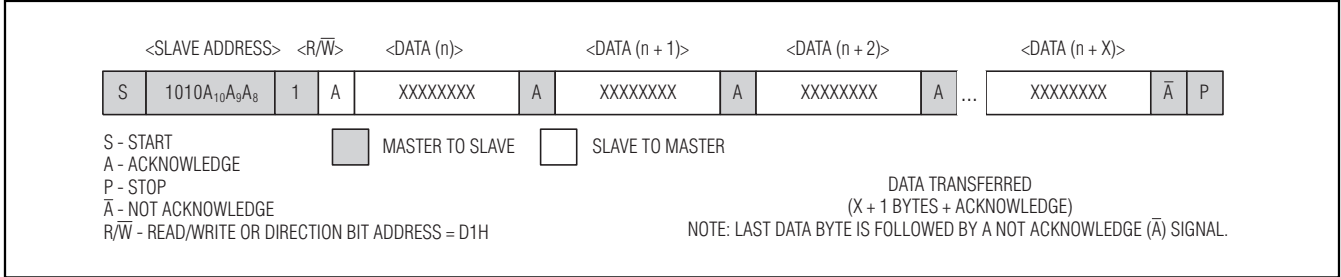 <SLAVE ADDRESS> <R/W̅> <DATA (n)> <DATA (n + 1)> <DATA (n + 2)> <DATA (n + X)>
S 1010A₁₀A₉A₈ 1 A XXXXXXXX A XXXXXXXX A XXXXXXXX A ... XXXXXXXX A̅ P
S - START
MASTER TO SLAVE SLAVE TO MASTER
A - ACKNOWLEDGE
P - STOP
A̅ - NOT ACKNOWLEDGE
R/W̅ - READ/WRITE OR DIRECTION BIT ADDRESS = D1H
DATA TRANSFERRED
(X + 1 BYTES + ACKNOWLEDGE)
NOTE: LAST DATA BYTE IS FOLLOWED BY A NOT ACKNOWLEDGE (A̅) SIGNAL.